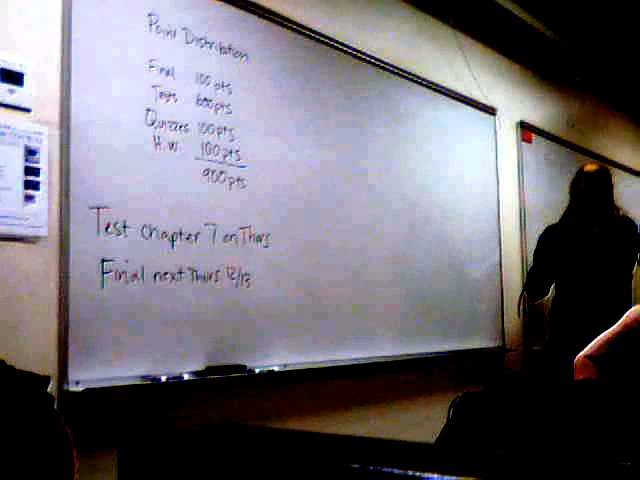 Point Distribution
Final 100 pts
Tests 600 pts
Quizzes 100 pts
H.W. 100 pts
900 pts
Test chapter 7 on Thurs
Final next Thurs 12/13